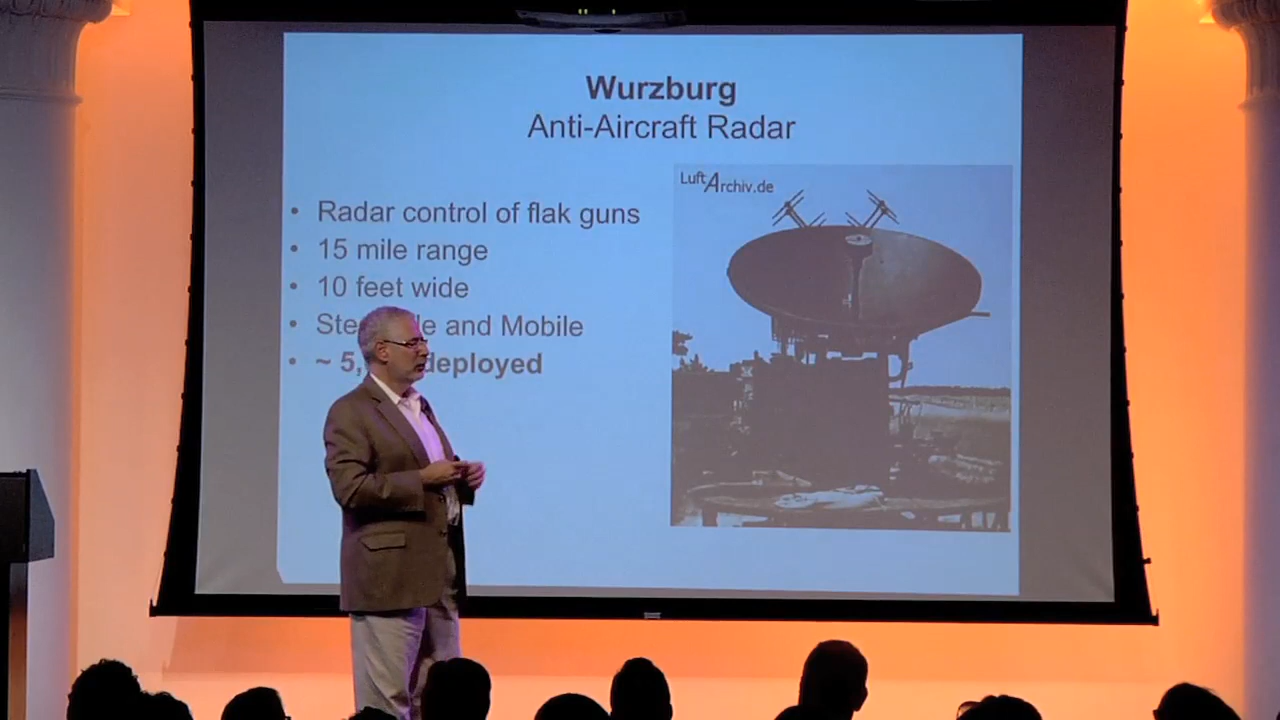 Wurzburg
Anti-Aircraft Radar
LuftArchiv.de
• Radar control of flak guns
• 15 mile range
• 10 feet wide
• and Mobile
• ~ 5, deployed